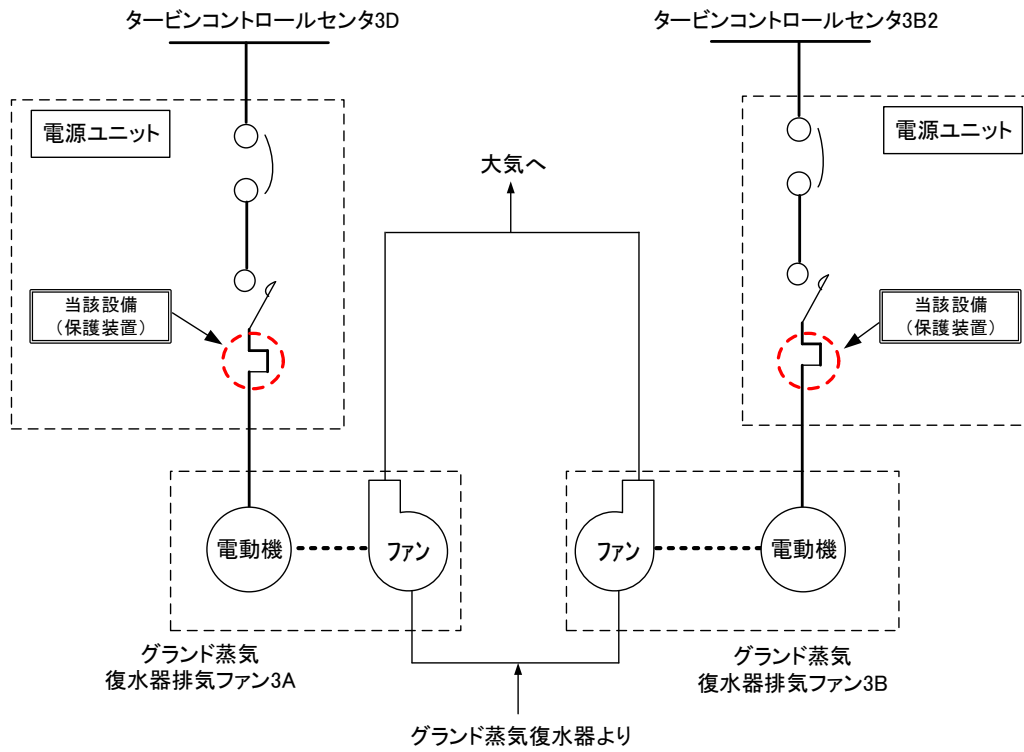 タービンコントロールセンタ3D
タービンコントロールセンタ3B2
電源ユニット
電源ユニット
大気へ
当該設備
（保護装置）
当該設備
（保護装置）
電動機
ファン
ファン
電動機
グランド蒸気
復水器排気ファン3A
グランド蒸気
復水器排気ファン3B
グランド蒸気復水器より